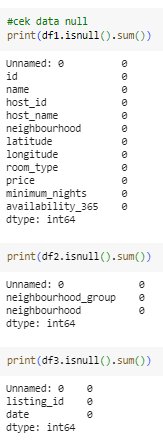 #cek data null
print(df1.isnull().sum())
Unnamed: 0 0
id 0
name 0
host_id 0
host_name 0
neighbourhood 0
latitude 0
longitude 0
room_type 0
price 0
minimum_nights 0
availability_365 0
dtype: int64
print(df2.isnull().sum())
Unnamed: 0 0
neighbourhood_group 0
neighbourhood 0
dtype: int64
print(df3.isnull().sum())
Unnamed: 0 0
listing_id 0
date 0
dtype: int64